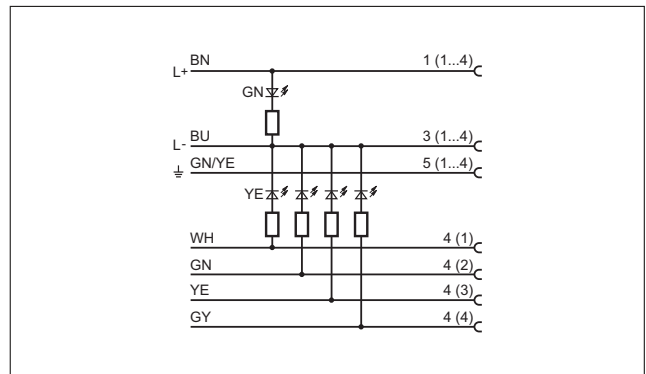 BN 1 (1...4)
L+
GN
BU 3 (1...4)
L-
GN/YE 5 (1...4)
YE
WH 4 (1)
GN 4 (2)
YE 4 (3)
GY 4 (4)